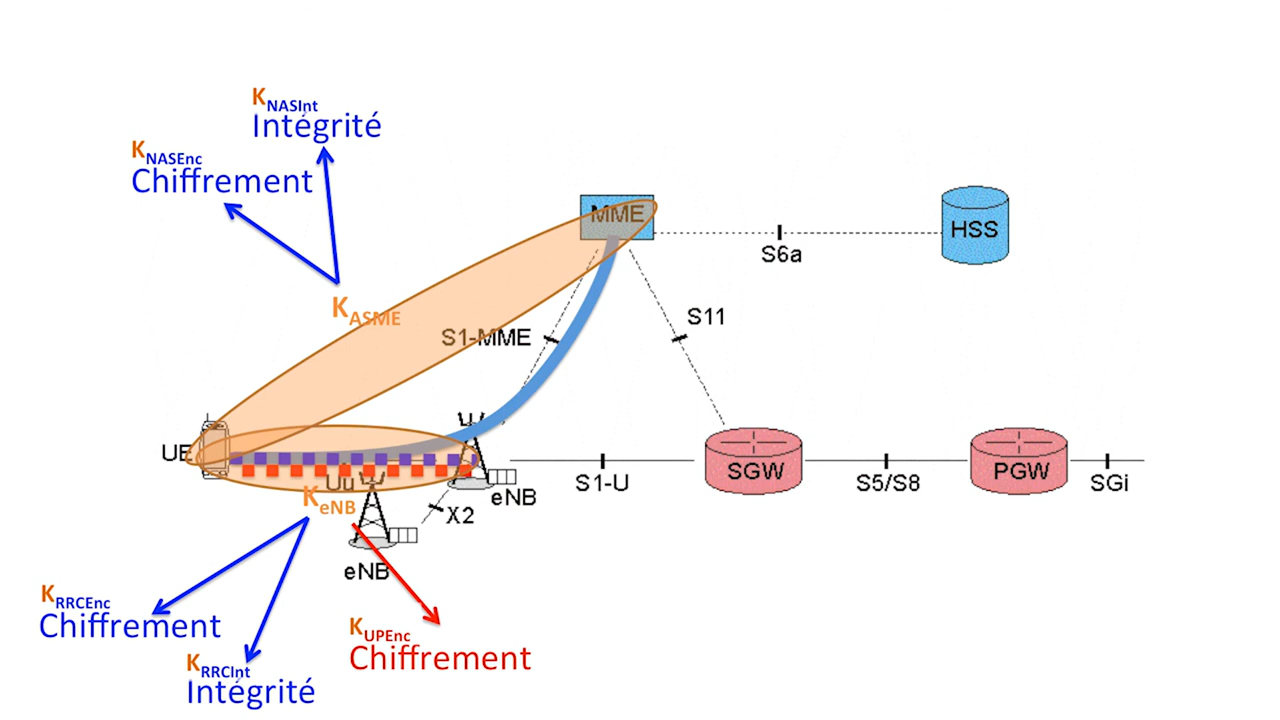 KNASInt
Intégrité
KNASEnc
Chiffrement
MME
HSS
S6a
KASME
S1-MME
S11
UE
Uu
KeNB
eNB
X2
eNB
S1-U
SGW
S5/S8
PGW
SGi
KRRCEnc
Chiffrement
KRRCInt
Intégrité
KUPEnc
Chiffrement